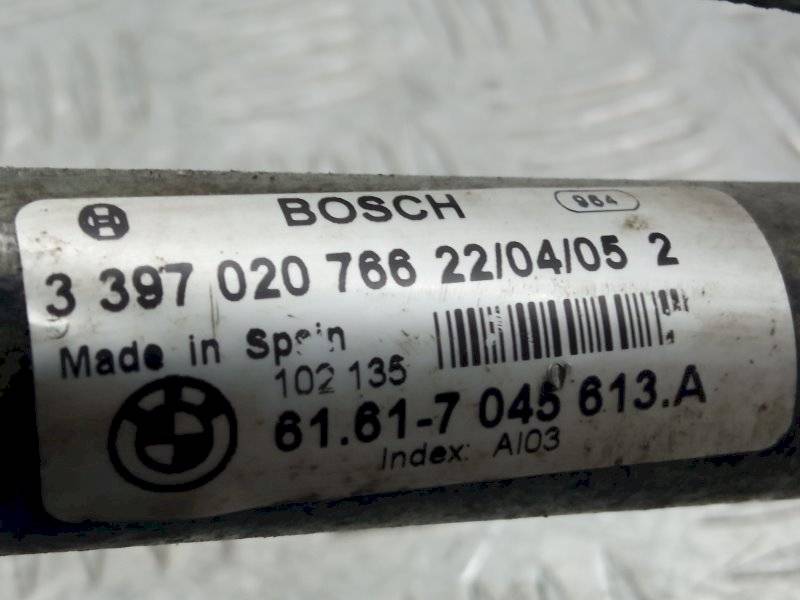 BOSCH 964
3 397 020 766 22/04/05 2
Made in Spain
102 135
61.61-7 045 613.A
Index: A/03